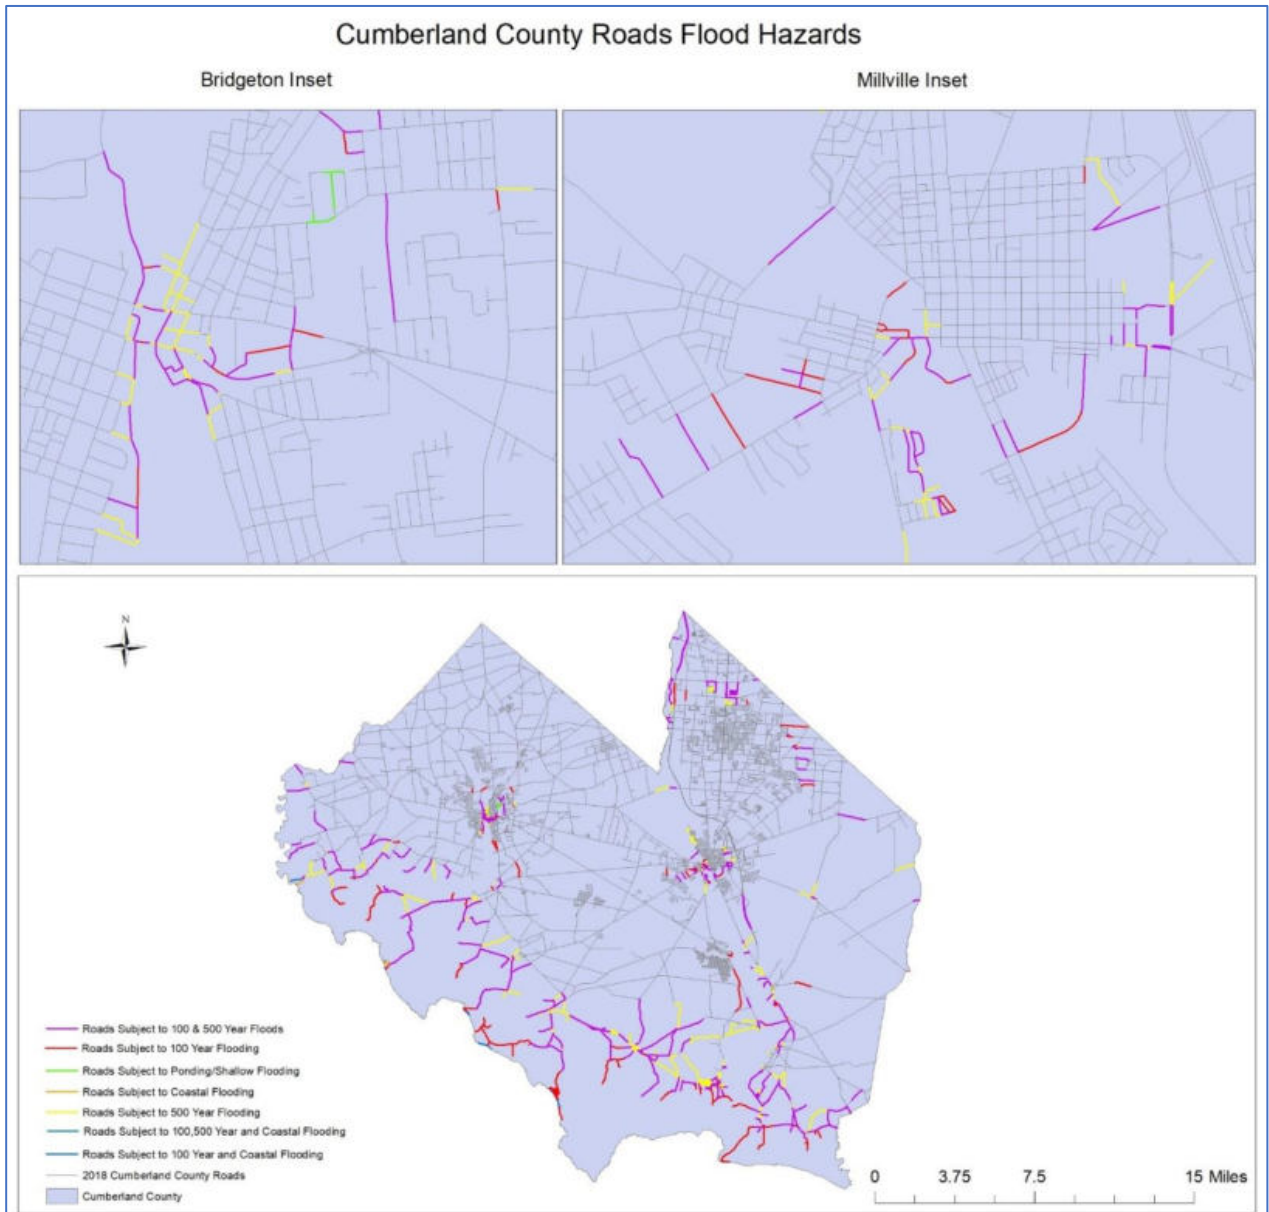 Cumberland County Roads Flood Hazards
Bridgeton Inset
Millville Inset
N
Roads Subject to 100 & 500 Year Floods
Roads Subject to 100 Year Flooding
Roads Subject to Ponding/Shallow Flooding
Roads Subject to Coastal Flooding
Roads Subject to 500 Year Flooding
Roads Subject to 100,500 Year and Coastal Flooding
Roads Subject to 100 Year and Coastal Flooding
2018 Cumberland County Roads
Cumberland County
0 3.75 7.5 15 Miles